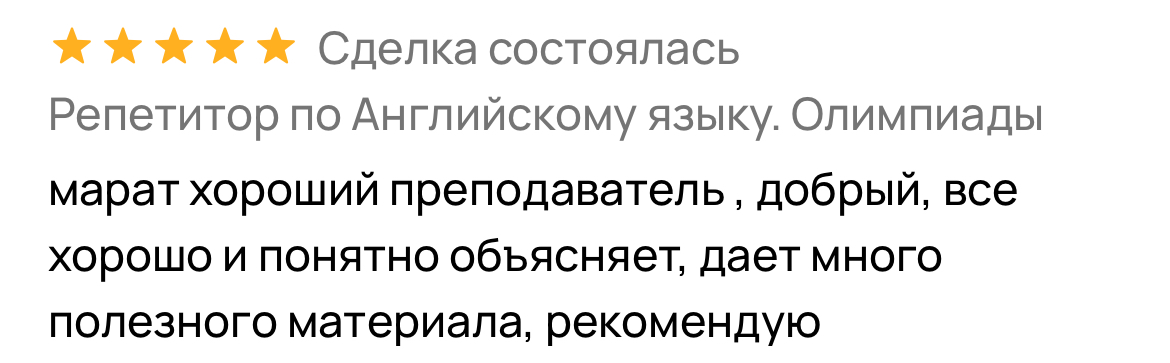 Сделка состоялась
Репетитор по Английскому языку. Олимпиады
марат хороший преподаватель , добрый, все
хорошо и понятно объясняет, дает много
полезного материала, рекомендую